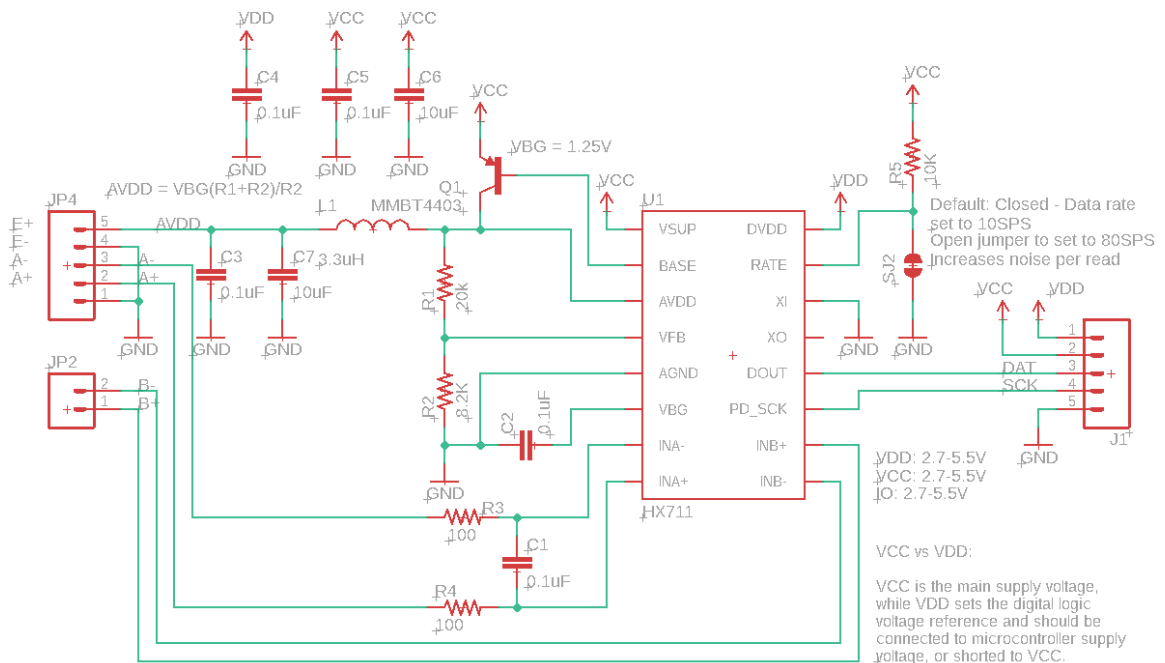 VDD
VCC
VCC
C4
0.1uF
GND
C5
0.1uF
GND
C6
10uF
GND
VCC
VBG = 1.25V
Q1
MMBT4403
AVDD = VBG(R1+R2)/R2
JP4
E+
E-
A-
A+
5
4
3
2
1
AVDD
A-
A+
GND
L1
3.3uH
C3
0.1uF
GND
C7
10uF
GND
R1
20k
R2
8.2K
GND
C2
0.1uF
JP2
2
1
B-
B+
R3
100
C1
0.1uF
R4
100
VCC
U1
VSUP
BASE
AVDD
VFB
AGND
VBG
INA-
INA+
DVDD
RATE
XI
XO
DOUT
PD_SCK
INB+
INB-
HX711
VDD
GND
VCC
R5
10K
SJ2
GND
Default: Closed - Data rate
set to 10SPS
Open jumper to set to 80SPS
Increases noise per read
VCC
VDD
DAT
SCK
1
2
3
4
5
J1
GND
VDD: 2.7-5.5V
VCC: 2.7-5.5V
IO: 2.7-5.5V
VCC vs VDD:
VCC is the main supply voltage,
while VDD sets the digital logic
voltage reference and should be
connected to microcontroller supply
voltage, or shorted to VCC.